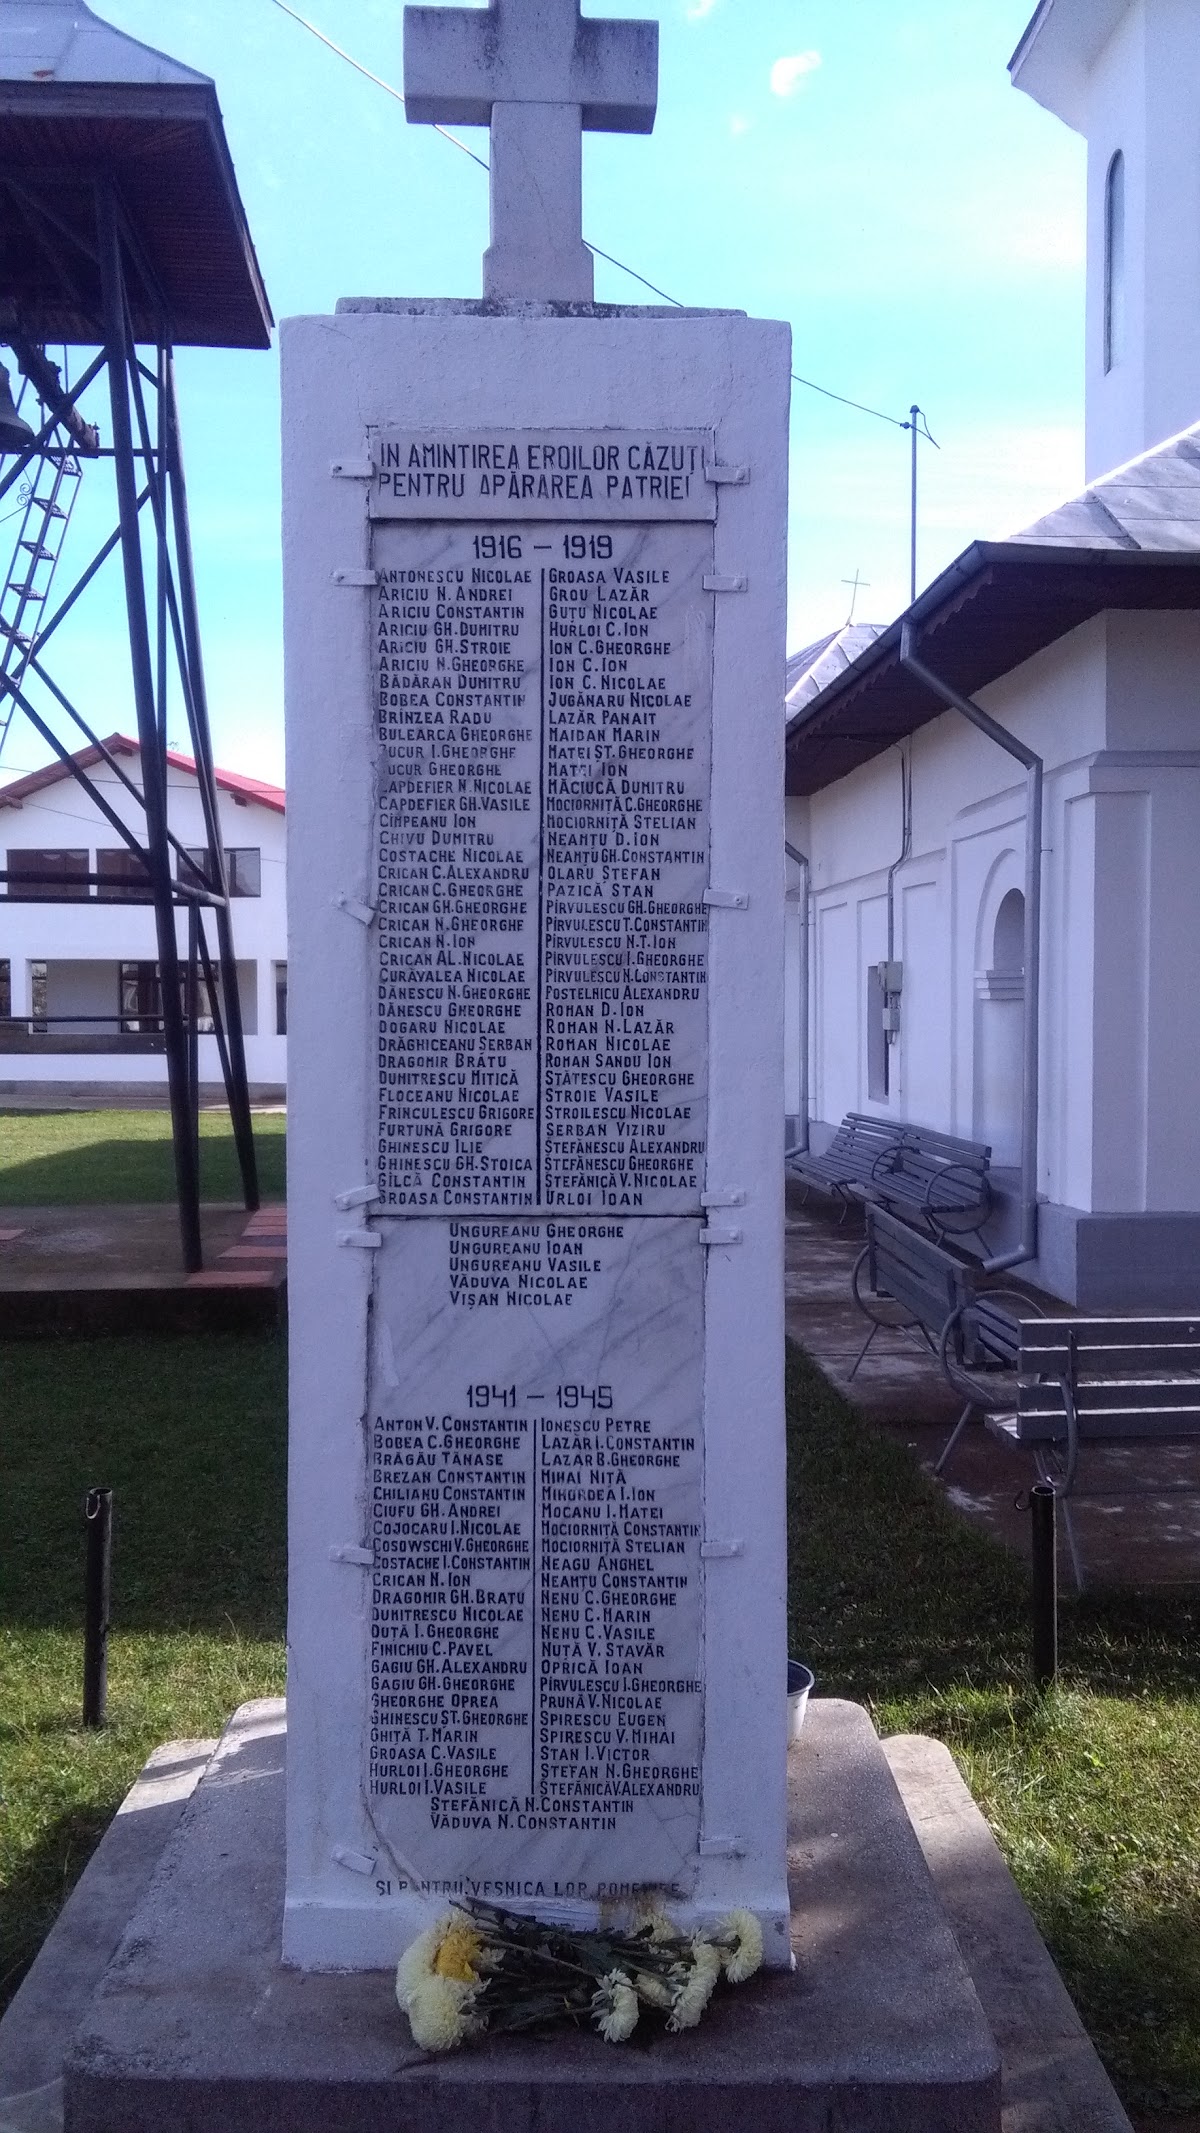 IN AMINTIREA EROILOR CĂZUȚI
PENTRU APĂRAREA PATRIEI
1916 – 1919
ANTONESCU NICOLAE
ARICIU N. ANDREI
ARICIU CONSTANTIN
ARICIU GH. DUMITRU
ARICIU GH. STROIE
ARICIU N. GHEORGHE
BĂDĂRAN DUMITRU
BOBEA CONSTANTIN
BRÎNZEA RADU
BULEARCA GHEORGHE
BUCUR I. GHEORGHE
BUCUR GHEORGHE
CAPDEFIER N. NICOLAE
CAPDEFIER GH. VASILE
CÎMPEANU ION
CHIVU DUMITRU
COSTACHE NICOLAE
CRICAN C. ALEXANDRU
CRICAN C. GHEORGHE
CRICAN GH. GHEORGHE
CRICAN N. GHEORGHE
CRICAN N. ION
CRICAN AL. NICOLAE
CURĂVALEA NICOLAE
DĂNESCU N. GHEORGHE
DĂNESCU GHEORGHE
DOGARU NICOLAE
DRĂGHICEANU ȘERBAN
DRAGOMIR BRATU
DUMITRESCU MITICĂ
FLOCEANU NICOLAE
FRÎNCULESCU GRIGORE
FURTUNĂ GRIGORE
GHINESCU ILIE
GHINESCU GH. STOICA
GÎLCĂ CONSTANTIN
GROASA CONSTANTIN
GROASA VASILE
GROU LAZĂR
GUȚU NICOLAE
HURLOI C. ION
ION C. GHEORGHE
ION C. ION
ION C. NICOLAE
JUGĂNARU NICOLAE
LAZĂR PANAIT
MAIDAN MARIN
MATEI ȘT. GHEORGHE
MATEI ION
MĂCIUCĂ DUMITRU
MOCIORNIȚĂ C. GHEORGHE
MOCIORNIȚĂ STELIAN
NEAMȚU D. ION
NEAMȚU GH. CONSTANTIN
OLARU ȘTEFAN
PAZICĂ STAN
PÎRVULESCU GH. GHEORGHE
PÎRVULESCU T. CONSTANTIN
PÎRVULESCU N.T. ION
PÎRVULESCU I. GHEORGHE
PÎRVULESCU N. CONSTANTIN
POSTELNICU ALEXANDRU
ROMAN D. ION
ROMAN N. LAZĂR
ROMAN NICOLAE
ROMAN SANDU ION
STĂTESCU GHEORGHE
STROIE VASILE
STROILESCU NICOLAE
ȘERBAN VIZIRU
ȘTEFĂNESCU ALEXANDRU
ȘTEFĂNESCU GHEORGHE
ȘTEFĂNICĂ V. NICOLAE
URLOI IOAN
UNGUREANU GHEORGHE
UNGUREANU IOAN
UNGUREANU VASILE
VĂDUVA NICOLAE
VIȘAN NICOLAE
1941 – 1945
ANTON V. CONSTANTIN
BOBEA C. GHEORGHE
BRĂGĂU TĂNASE
BREZAN CONSTANTIN
CHILIANU CONSTANTIN
CIUFU GH. ANDREI
COJOCARU I. NICOLAE
COSOWSCHI V. GHEORGHE
COSTACHE I. CONSTANTIN
CRICAN N. ION
DRAGOMIR GH. BRATU
DUMITRESCU NICOLAE
DUȚĂ I. GHEORGHE
FINICHIU C. PAVEL
GAGIU GH. ALEXANDRU
GAGIU GH. GHEORGHE
GHEORGHE OPREA
GHINESCU ST. GHEORGHE
GHIȚĂ T. MARIN
GROASA C. VASILE
HURLOI I. GHEORGHE
HURLOI I. VASILE
IONESCU PETRE
LAZĂR I. CONSTANTIN
LAZAR B. GHEORGHE
MIHAI NIȚĂ
MIHORDEA I. ION
MOCANU I. MATEI
MOCIORNIȚĂ CONSTANTIN
MOCIORNIȚĂ STELIAN
NEAGU ANGHEL
NEAMȚU CONSTANTIN
NENU C. GHEORGHE
NENU C. MARIN
NENU C. VASILE
NUȚĂ V. STAVĂR
OPRICĂ IOAN
PÎRVULESCU I. GHEORGHE
PRUNĂ V. NICOLAE
SPIRESCU EUGEN
SPIRESCU V. MIHAI
STAN I. VICTOR
ȘTEFAN N. GHEORGHE
ȘTEFĂNICĂ V. ALEXANDRU
ȘTEFĂNICĂ N. CONSTANTIN
VĂDUVA N. CONSTANTIN
ȘI PENTRU VEȘNICA LOR POMENIRE